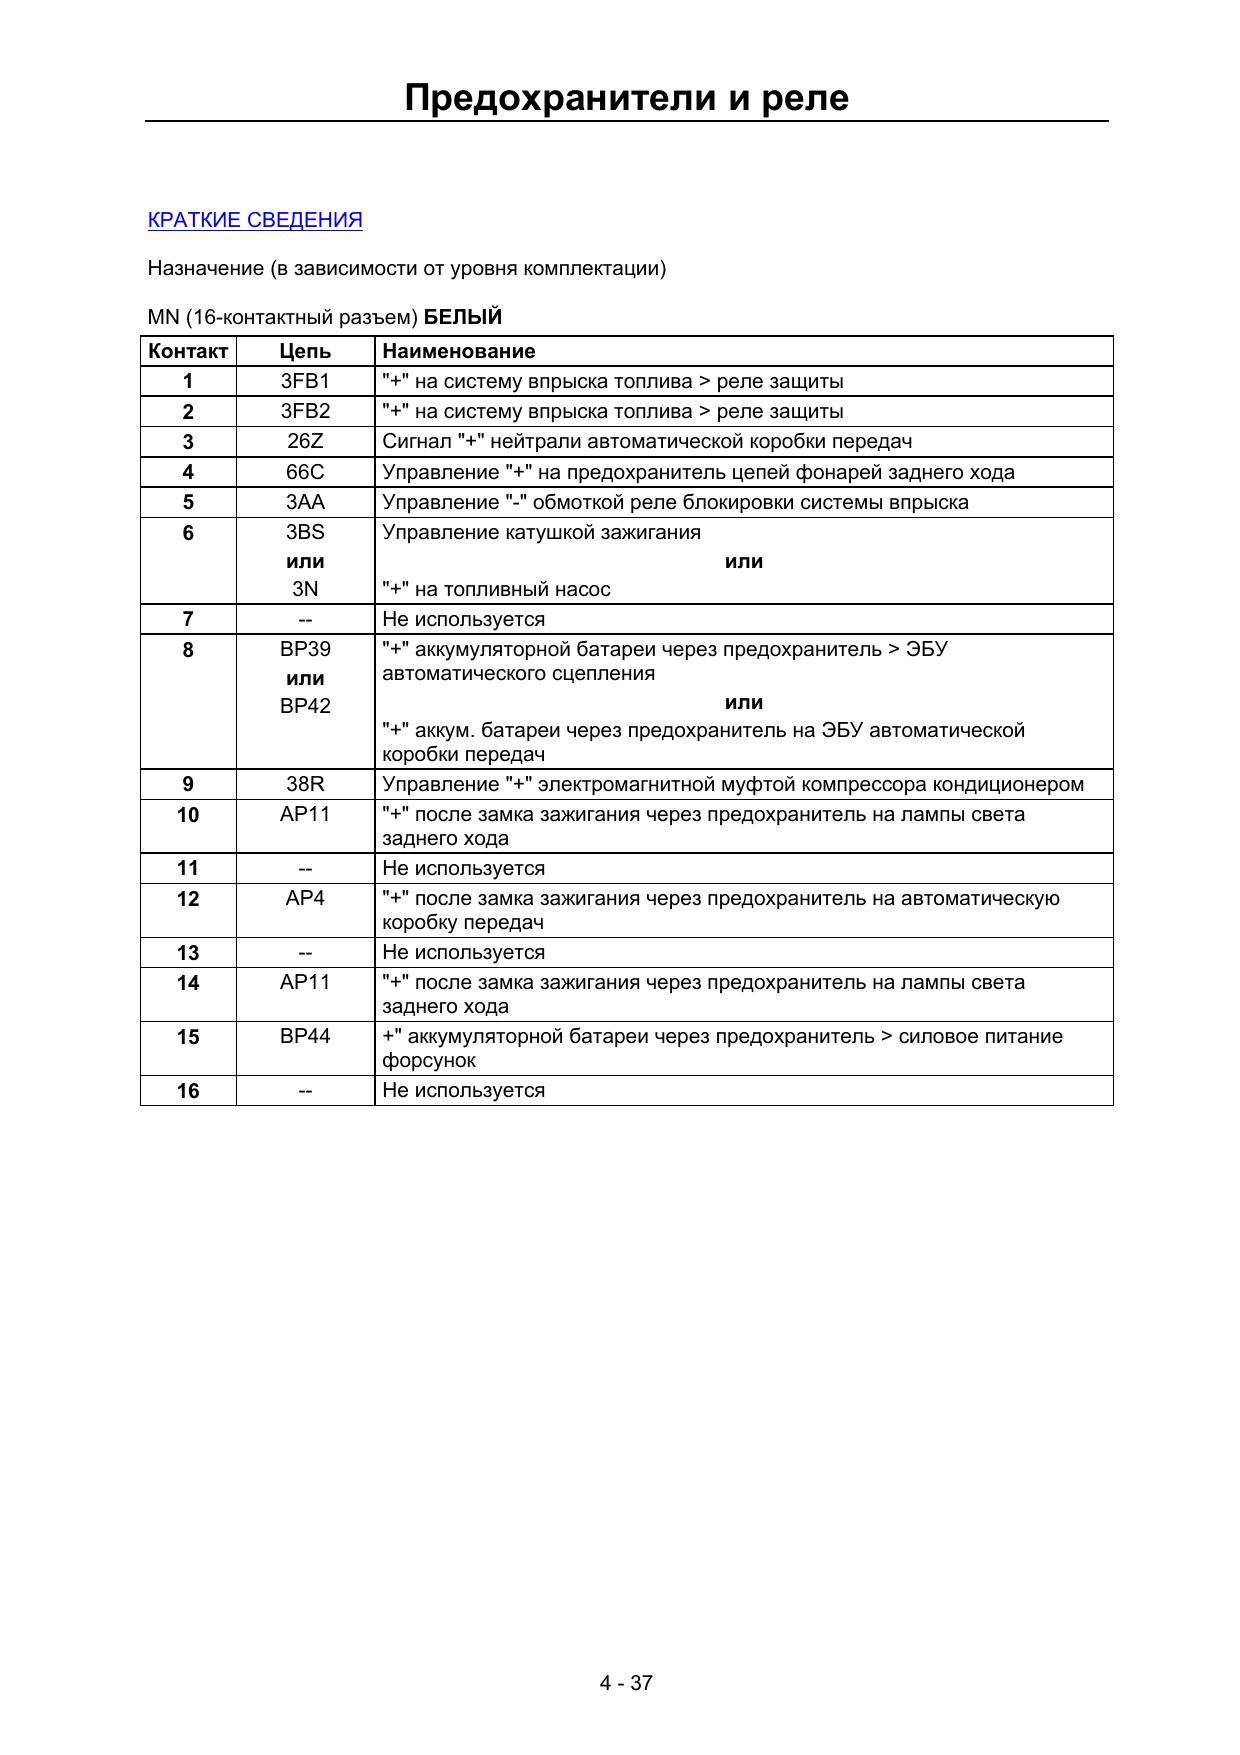 Предохранители и реле
КРАТКИЕ СВЕДЕНИЯ
Назначение (в зависимости от уровня комплектации)
MN (16-контактный разъем) БЕЛЫЙ
Контакт Цепь Наименование
1 3FB1 "+" на систему впрыска топлива > реле защиты
2 3FB2 "+" на систему впрыска топлива > реле защиты
3 26Z Сигнал "+" нейтрали автоматической коробки передач
4 66C Управление "+" на предохранитель цепей фонарей заднего хода
5 3AA Управление "-" обмоткой реле блокировки системы впрыска
6 3BS Управление катушкой зажигания
или или
3N "+" на топливный насос
7 -- Не используется
8 BP39 "+" аккумуляторной батареи через предохранитель > ЭБУ
автоматического сцепления
или или
BP42 "+" аккум. батареи через предохранитель на ЭБУ автоматической
коробки передач
9 38R Управление "+" электромагнитной муфтой компрессора кондиционером
10 AP11 "+" после замка зажигания через предохранитель на лампы света
заднего хода
11 -- Не используется
12 AP4 "+" после замка зажигания через предохранитель на автоматическую
коробку передач
13 -- Не используется
14 AP11 "+" после замка зажигания через предохранитель на лампы света
заднего хода
15 BP44 +" аккумуляторной батареи через предохранитель > силовое питание
форсунок
16 -- Не используется
4 - 37